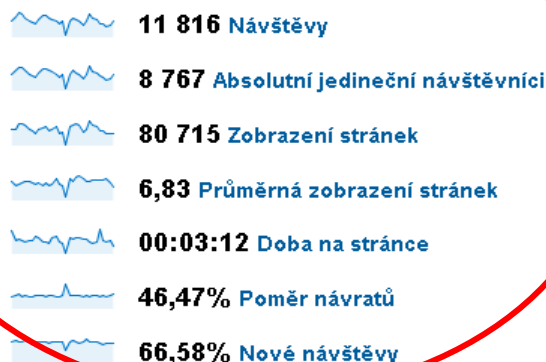 11 816 Návštěvy
8 767 Absolutní jedineční návštěvníci
80 715 Zobrazení stránek
6,83 Průměrná zobrazení stránek
00:03:12 Doba na stránce
46,47% Poměr návratů
66,58% Nové návštěvy